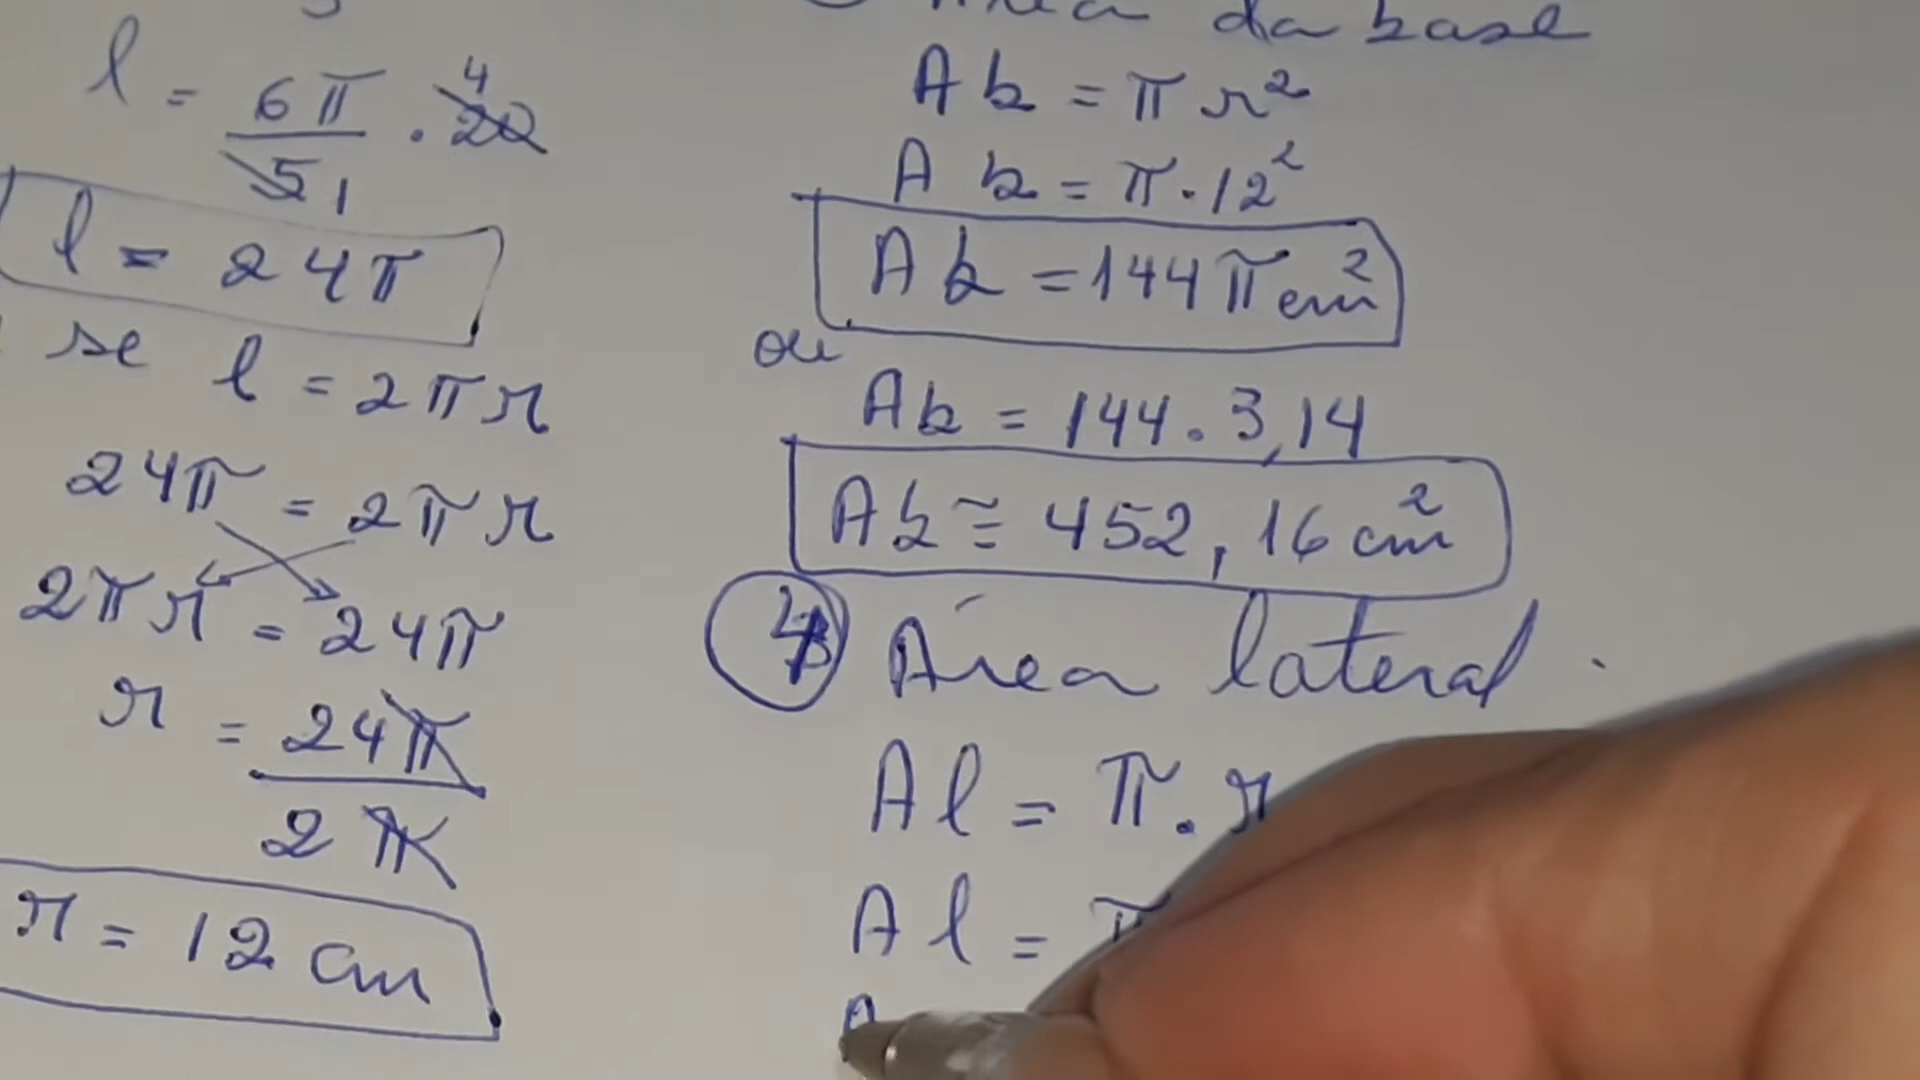 l = 6π/5 1 . 20 4
l = 24π
se l = 2πr
24π = 2πr
2πr = 24π
r = 24π/2π
r = 12 cm
Área da base
Ab = πr²
Ab = π.12²
Ab = 144π cm²
ou
Ab = 144.3,14
Ab ≅ 452,16 cm²
4 Área lateral
Al = π.r
Al = π
A